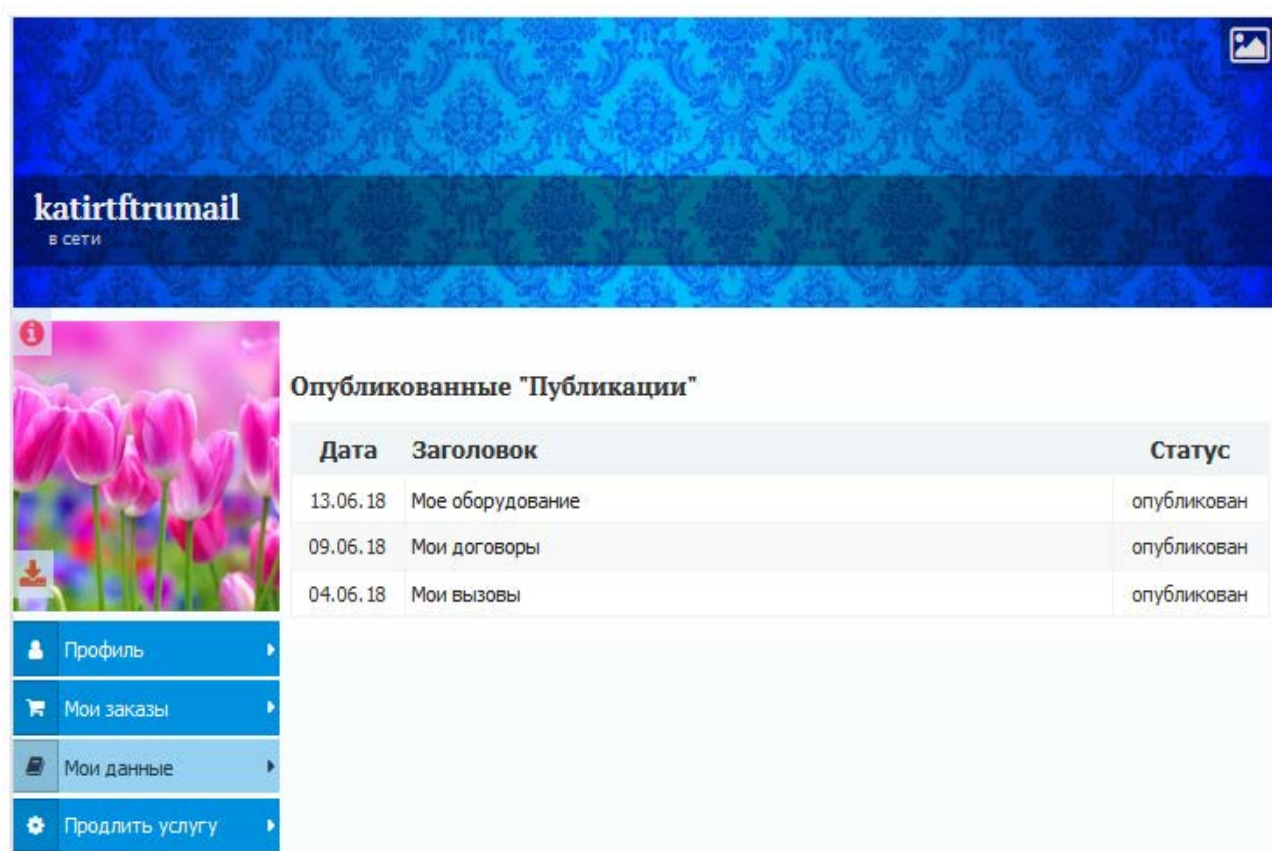 katirtftrumail
в сети
Опубликованные "Публикации"
Дата Заголовок Статус
13.06.18 Мое оборудование опубликован
09.06.18 Мои договоры опубликован
04.06.18 Мои вызовы опубликован
Профиль
Мои заказы
Мои данные
Продлить услугу